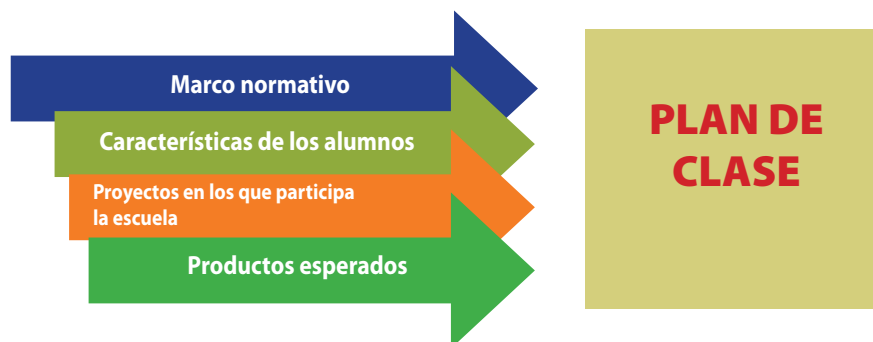 Marco normativo
Características de los alumnos
Proyectos en los que participa
la escuela
Productos esperados
PLAN DE
CLASE